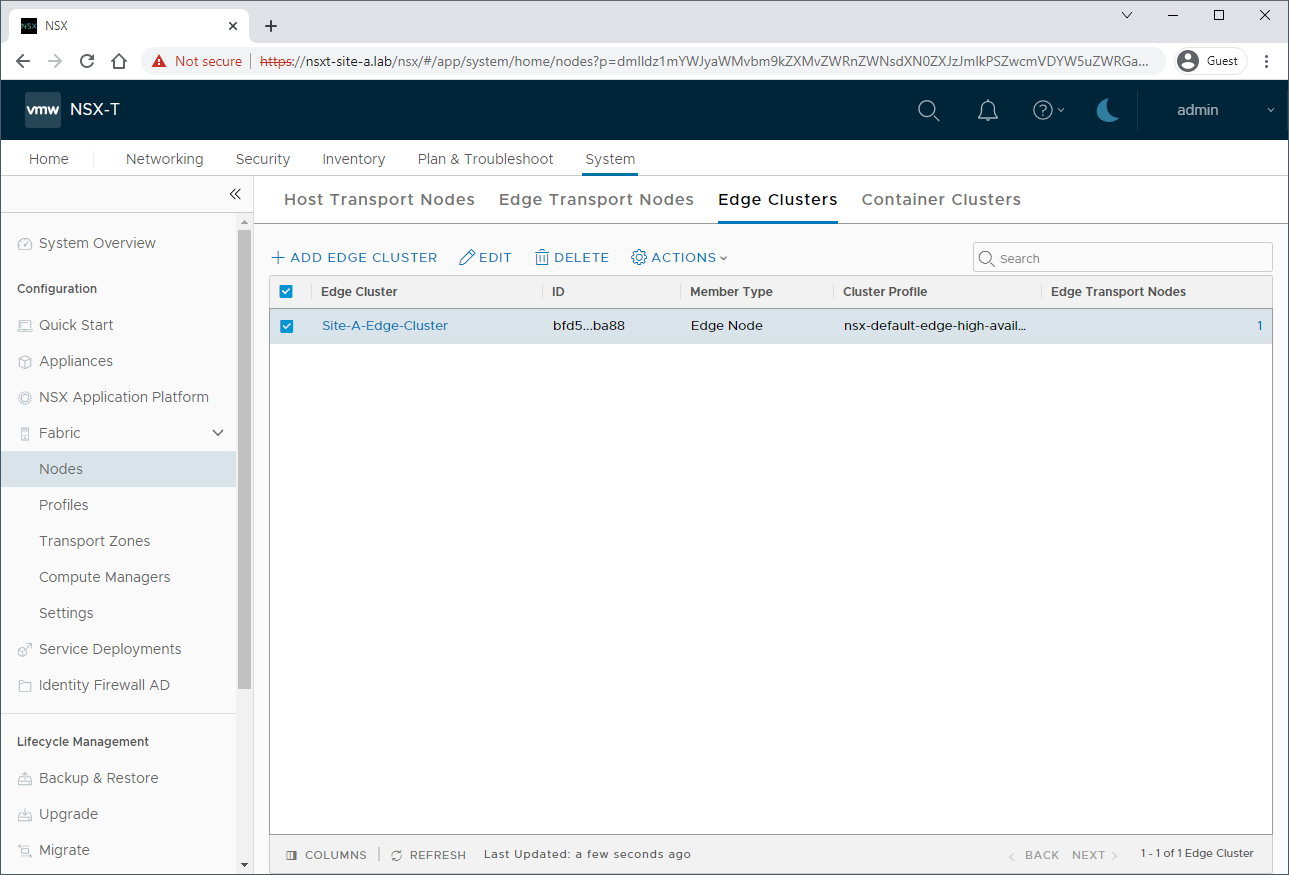 NSX NSX
Not secure https://nsxt-site-a.lab/nsx/#/app/system/home/nodes?p=dmlldz1mYWJyaWMvbm9kZXMvZWRnZWNsdXN0ZXJzJmlkPSZwcmVDYW5uZWRGa... Guest
vmw NSX-T admin
Home Networking Security Inventory Plan & Troubleshoot System
Host Transport Nodes Edge Transport Nodes Edge Clusters Container Clusters
System Overview
Configuration
Quick Start
Appliances
NSX Application Platform
Fabric
Nodes
Profiles
Transport Zones
Compute Managers
Settings
Service Deployments
Identity Firewall AD
Lifecycle Management
Backup & Restore
Upgrade
Migrate
ADD EDGE CLUSTER EDIT DELETE ACTIONS Search
Edge Cluster ID Member Type Cluster Profile Edge Transport Nodes
Site-A-Edge-Cluster bfd5...ba88 Edge Node nsx-default-edge-high-avail... 1
COLUMNS REFRESH Last Updated: a few seconds ago BACK NEXT 1 - 1 of 1 Edge Cluster